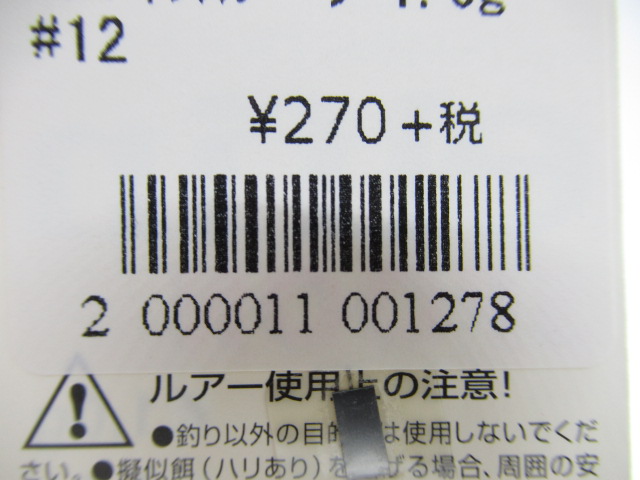 #12
¥270+税
2 000011 001278
ルアー使用上の注意!
●釣り以外の目的 は使用しないでくだ
さい。●擬似餌(ハリあり)を げる場合、周囲の安